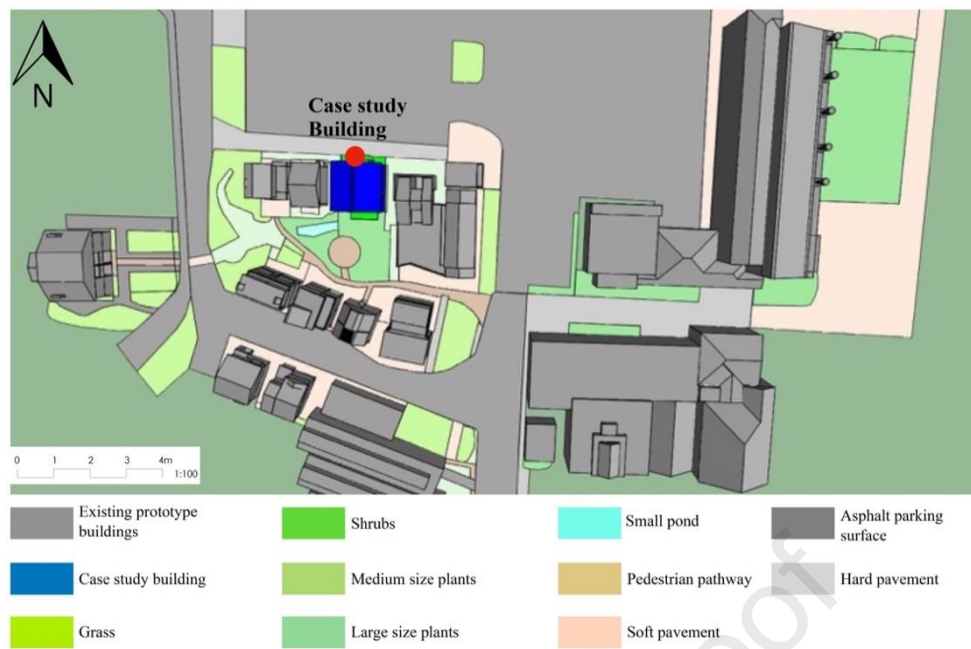 N
Case study
Building
0 1 2 3 4m
1:100
Existing prototype
buildings
Shrubs
Small pond
Asphalt parking
surface
Case study building
Medium size plants
Pedestrian pathway
Hard pavement
Grass
Large size plants
Soft pavement